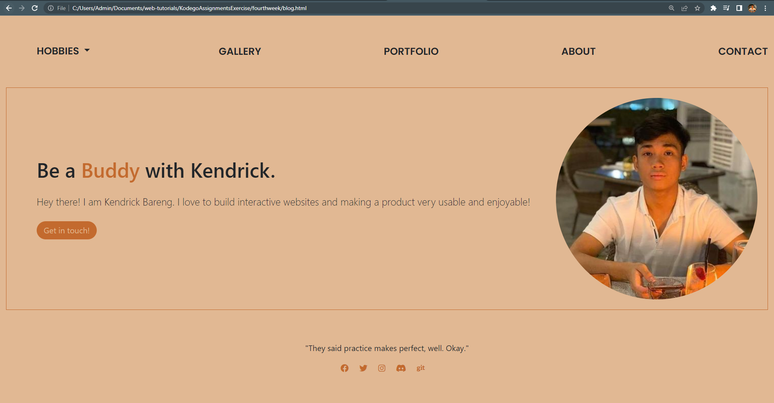 File | C:/Users/Admin/Documents/web-tutorials/KodegoAssignmentsExercise/fourthweek/blog.html
HOBBIES GALLERY PORTFOLIO ABOUT CONTACT
Be a Buddy with Kendrick.
Hey there! I am Kendrick Bareng. I love to build interactive websites and making a product very usable and enjoyable!
Get in touch!
"They said practice makes perfect, well. Okay."
git